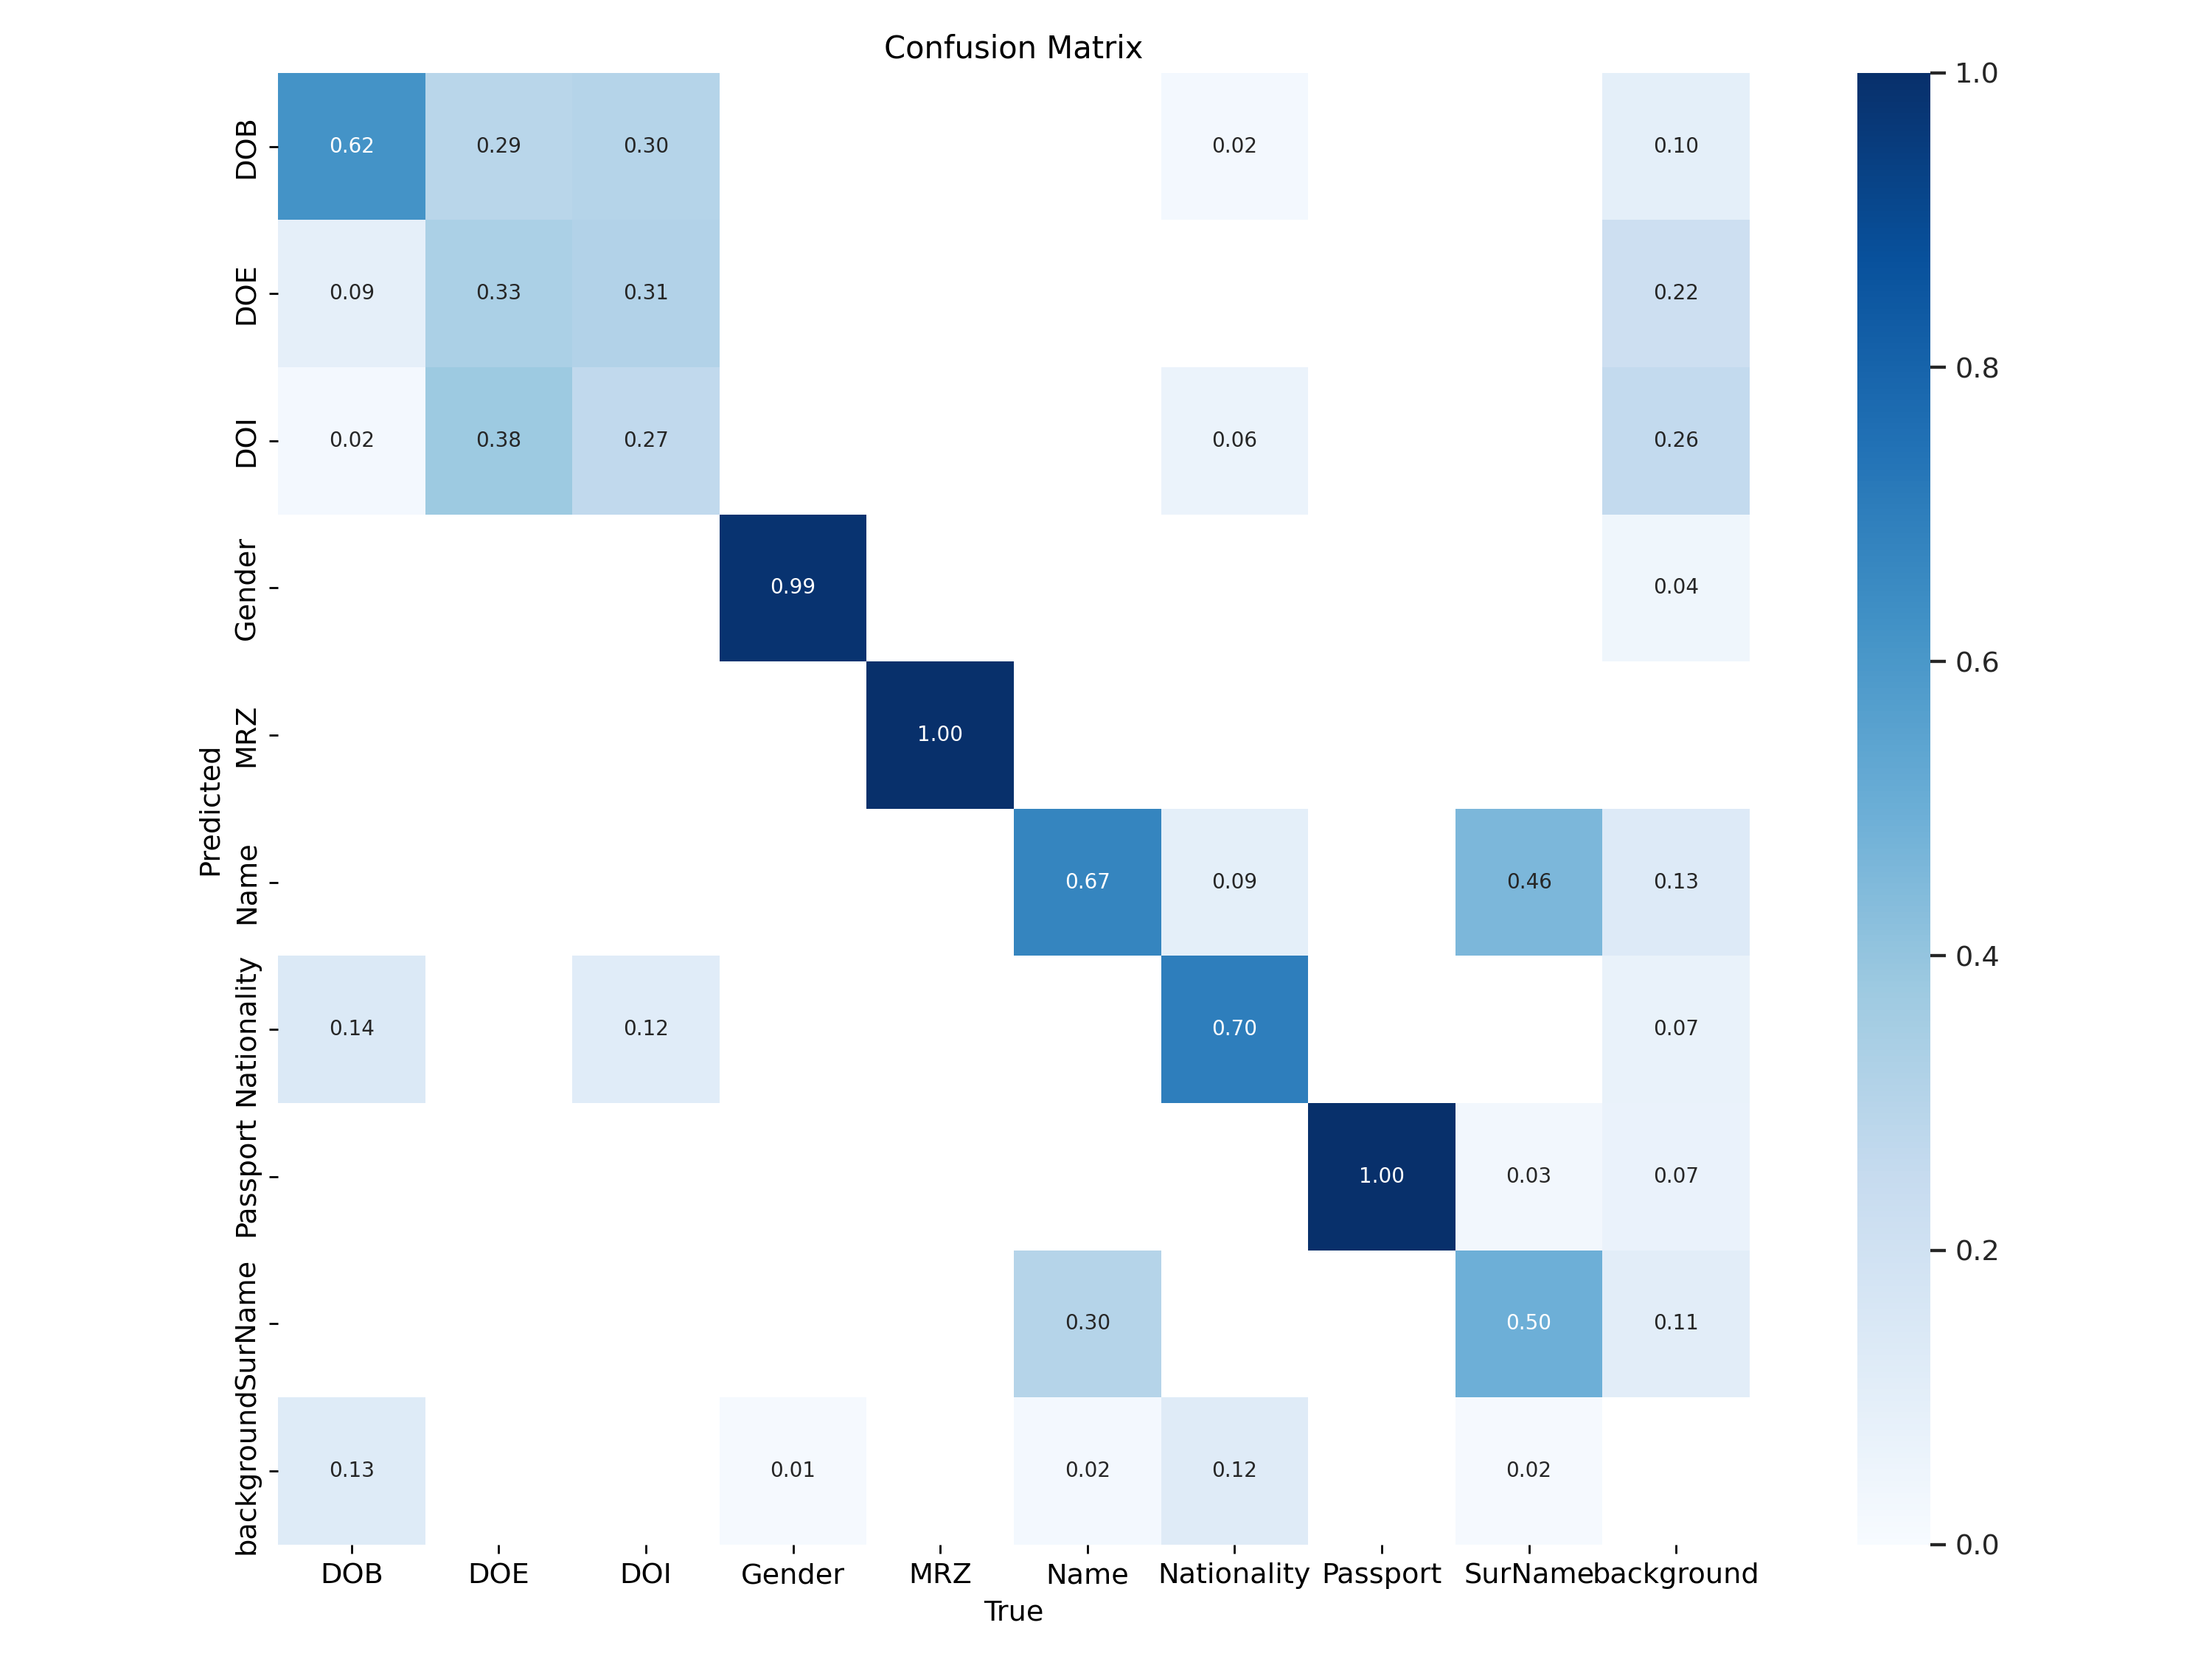 Confusion Matrix
1.0
DOB
0.62 0.29 0.30 0.02 0.10
DOE
0.09 0.33 0.31 0.22
0.8
DOI
0.02 0.38 0.27 0.06 0.26
Gender
0.99 0.04
0.6
MRZ
1.00
Predicted
Name
0.67 0.09 0.46 0.13
0.4
Nationality
0.14 0.12 0.70 0.07
Passport
1.00 0.03 0.07
0.2
SurName
0.30 0.50 0.11
background
0.13 0.01 0.02 0.12 0.02
0.0
DOB DOE DOI Gender MRZ Name Nationality Passport SurName background
True